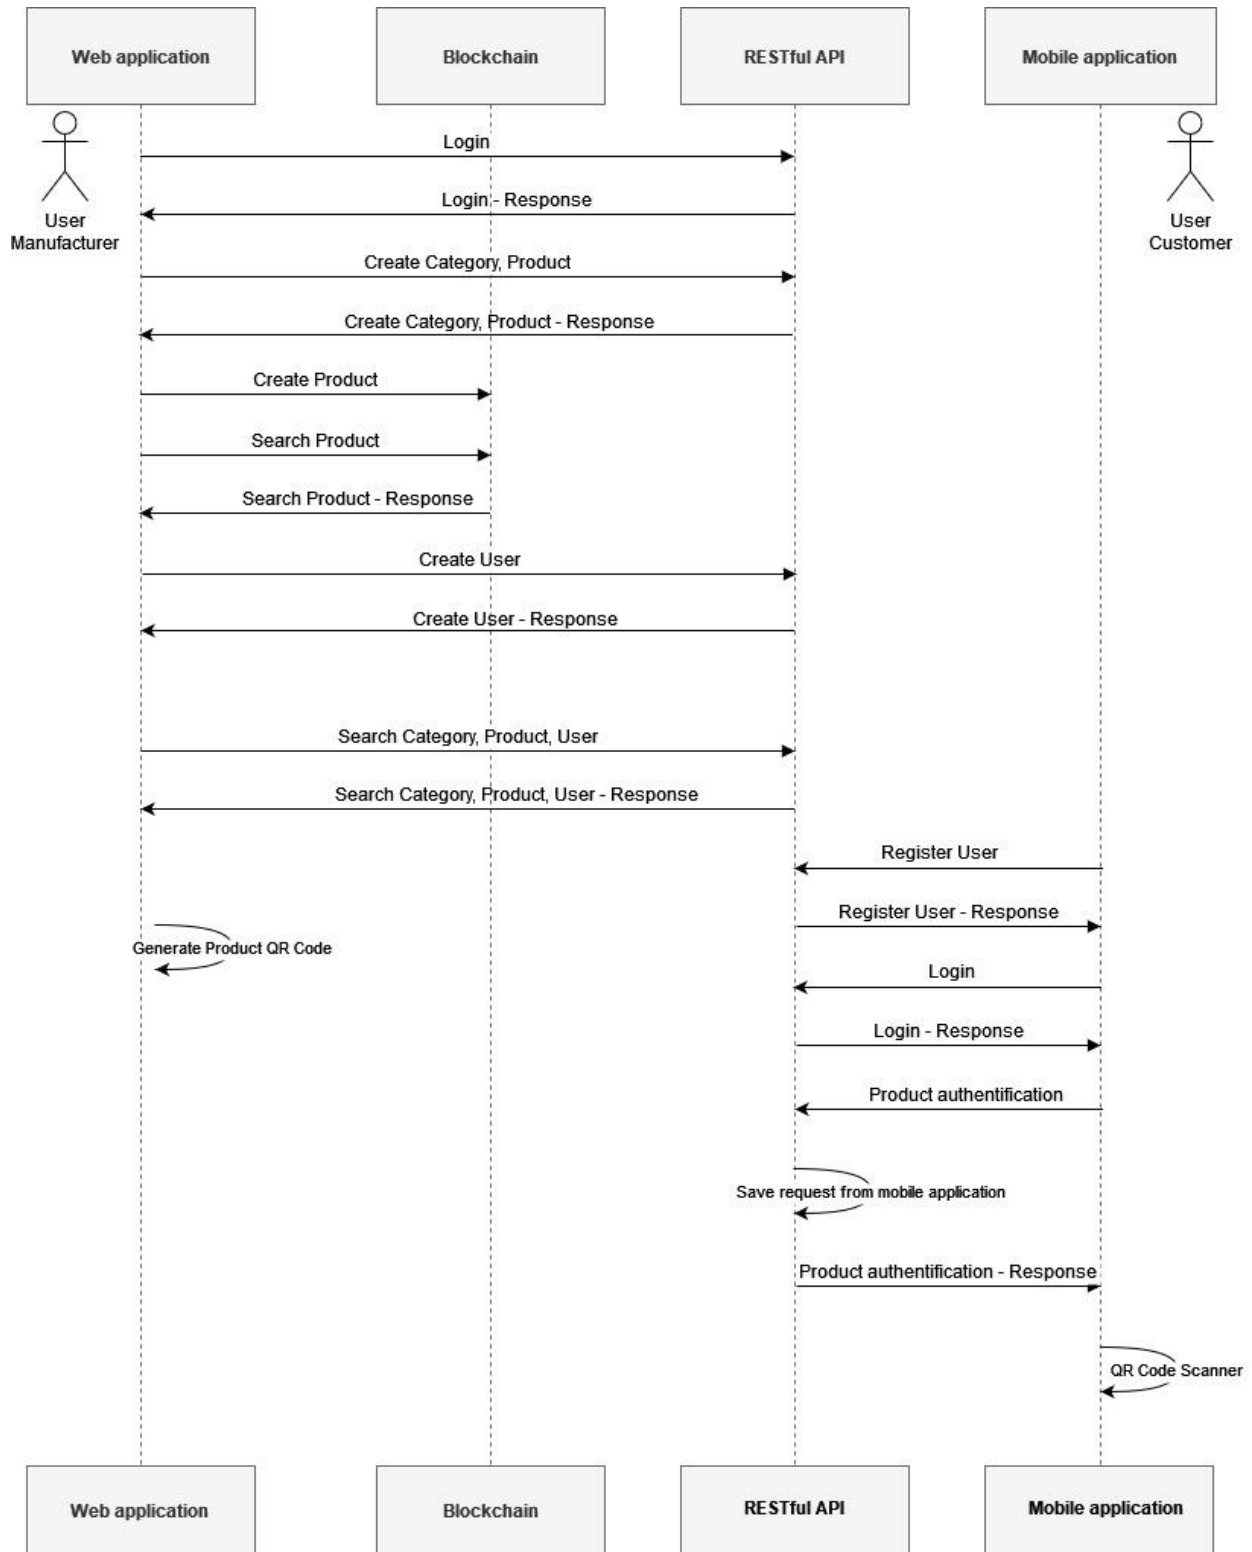 Web application
Blockchain
RESTful API
Mobile application
User
Manufacturer
User
Customer
Login
Login - Response
Create Category, Product
Create Category, Product - Response
Create Product
Search Product
Search Product - Response
Create User
Create User - Response
Search Category, Product, User
Search Category, Product, User - Response
Register User
Register User - Response
Generate Product QR Code
Login
Login - Response
Product authentification
Save request from mobile application
Product authentification - Response
QR Code Scanner
Web application
Blockchain
RESTful API
Mobile application